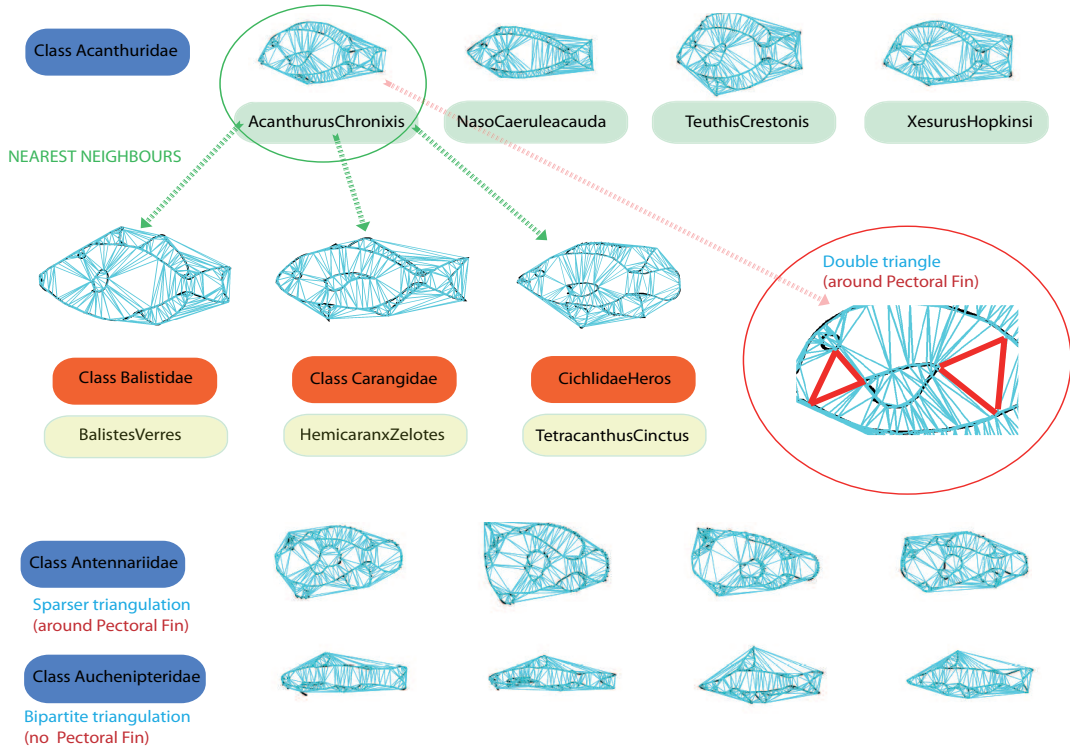 Class Acanthuridae
AcanthurusChronixis
NasoCaeruleacauda
TeuthisCrestonis
XesurusHopkinsi
NEAREST NEIGHBOURS
Double triangle
(around Pectoral Fin)
Class Balistidae
Class Carangidae
CichlidaeHeros
BalistesVerres
HemicaranxZelotes
TetracanthusCinctus
Class Antennariidae
Sparser triangulation
(around Pectoral Fin)
Class Auchenipteridae
Bipartite triangulation
(no Pectoral Fin)